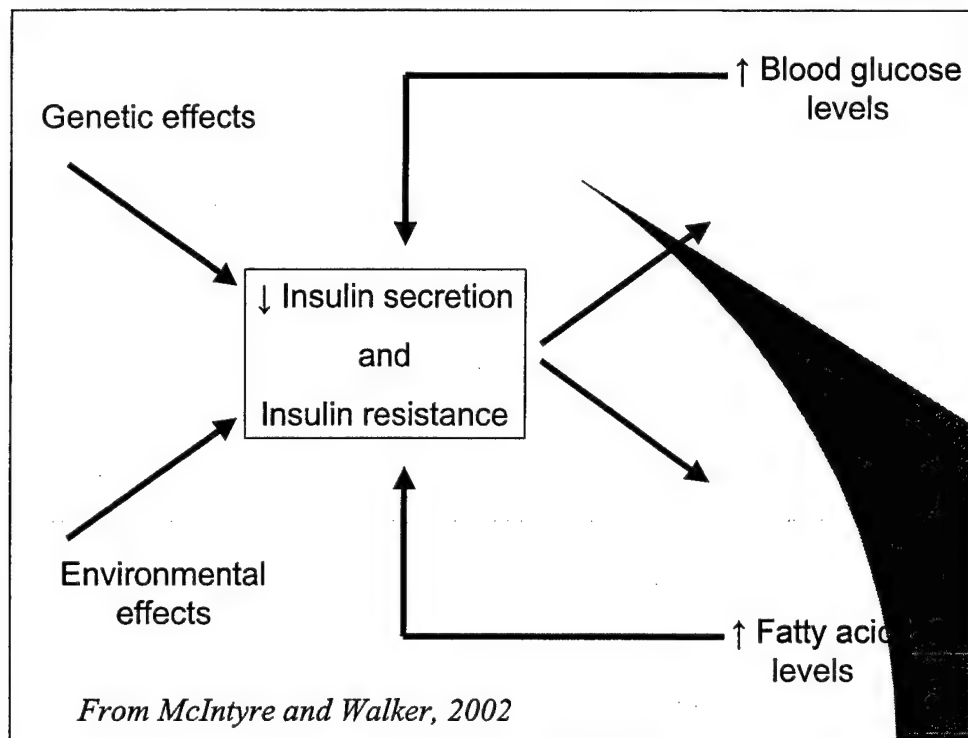 ↑ Blood glucose
levels
Genetic effects
↓ Insulin secretion
and
Insulin resistance
Environmental
effects
↑ Fatty acid
levels
From McIntyre and Walker, 2002